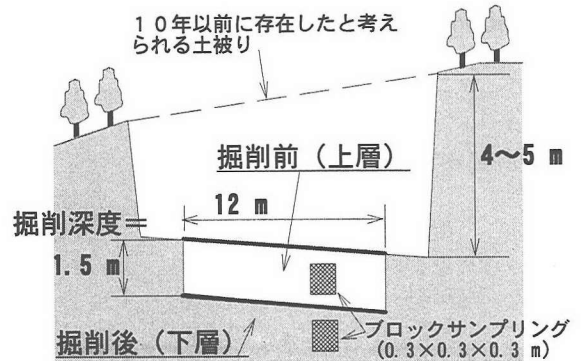 １０年以前に存在したと考え
られる土被り
掘削前（上層）
4～5 m
12 m
掘削深度＝
1.5 m
ブロックサンプリング
(0.3×0.3×0.3 m)
掘削後（下層）